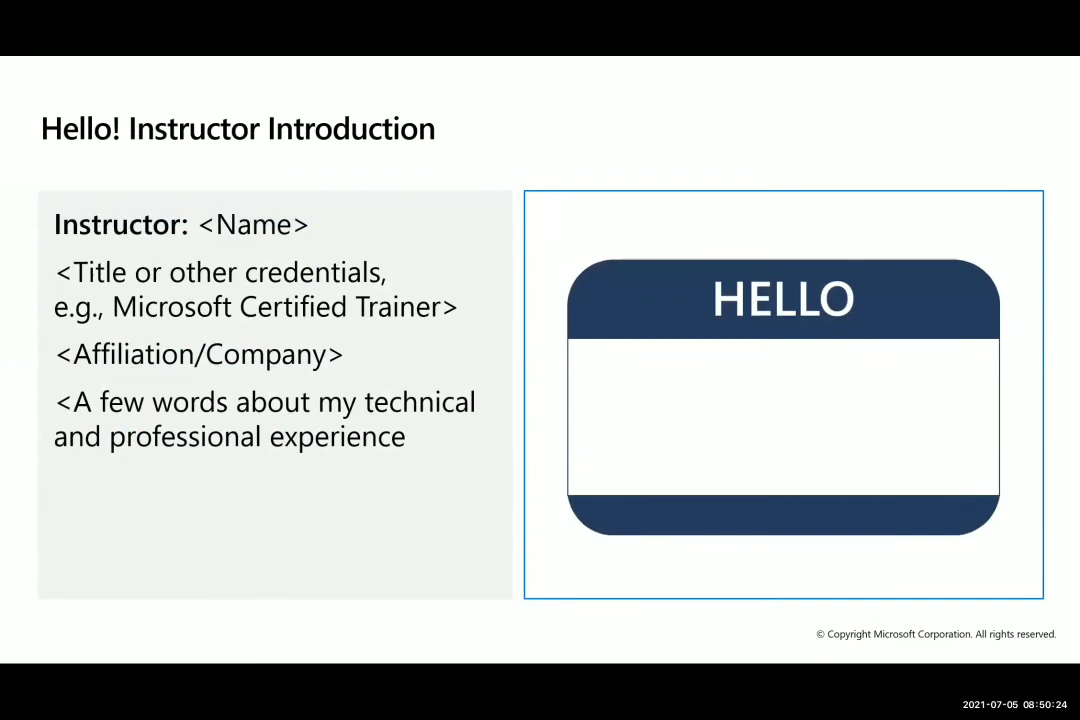 Hello! Instructor Introduction
Instructor: <Name>
<Title or other credentials,
e.g., Microsoft Certified Trainer>
<Affiliation/Company>
<A few words about my technical
and professional experience
HELLO
© Copyright Microsoft Corporation. All rights reserved.
2021-07-05 08:50:24